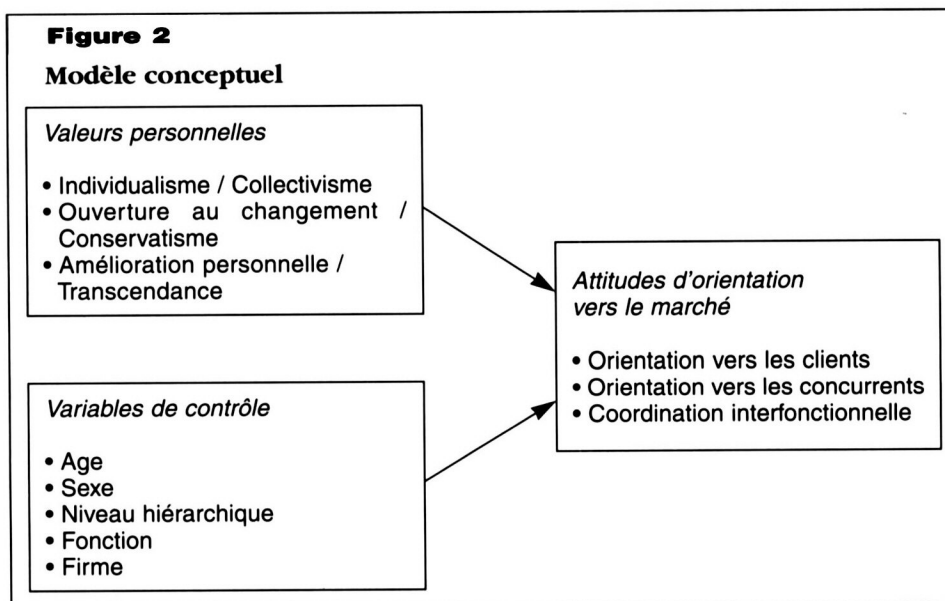 Figure 2
Modèle conceptuel
Valeurs personnelles
• Individualisme / Collectivisme
• Ouverture au changement /
Conservatisme
• Amélioration personnelle /
Transcendance
Attitudes d'orientation
vers le marché
• Orientation vers les clients
• Orientation vers les concurrents
• Coordination interfonctionnelle
Variables de contrôle
• Age
• Sexe
• Niveau hiérarchique
• Fonction
• Firme